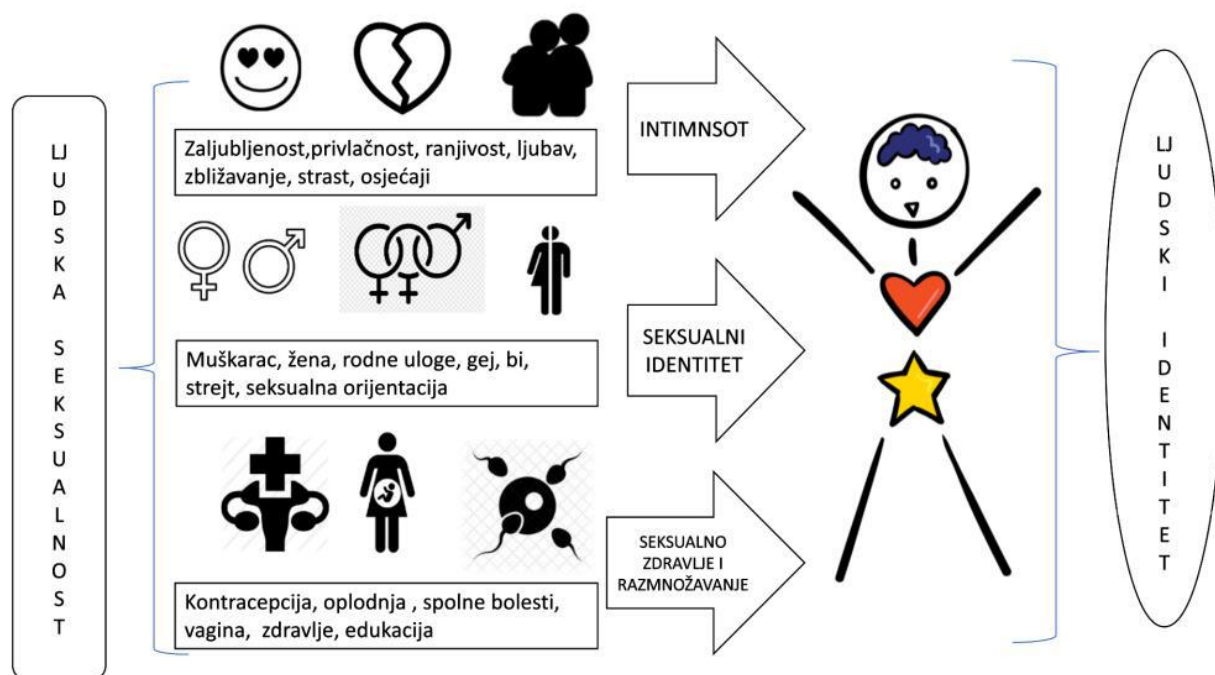 LJUDSKA SEKSUALNOST
Zaljubljenost,privlačnost, ranjivost, ljubav,
zbližavanje, strast, osjećaji
INTIMNSOT
Muškarac, žena, rodne uloge, gej, bi,
strejt, seksualna orijentacija
SEKSUALNI
IDENTITET
Kontracepcija, oplodnja , spolne bolesti,
vagina, zdravlje, edukacija
SEKSUALNO
ZDRAVLJE I
RAZMNOŽAVANJE
LJUDSKI IDENTITET